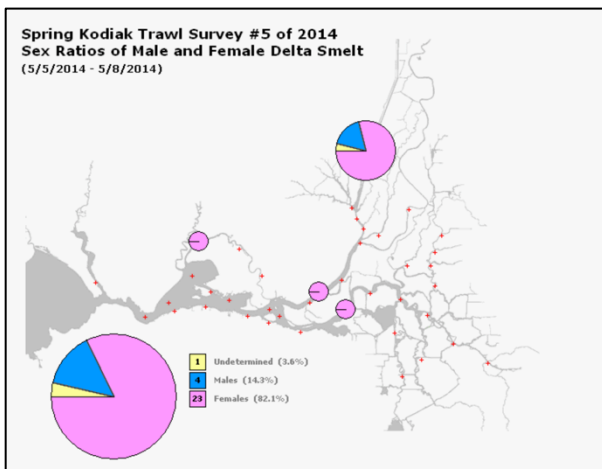 Spring Kodiak Trawl Survey #5 of 2014
Sex Ratios of Male and Female Delta Smelt
(5/5/2014 - 5/8/2014)
1 Undetermined (3.6%)
4 Males (14.3%)
23 Females (82.1%)